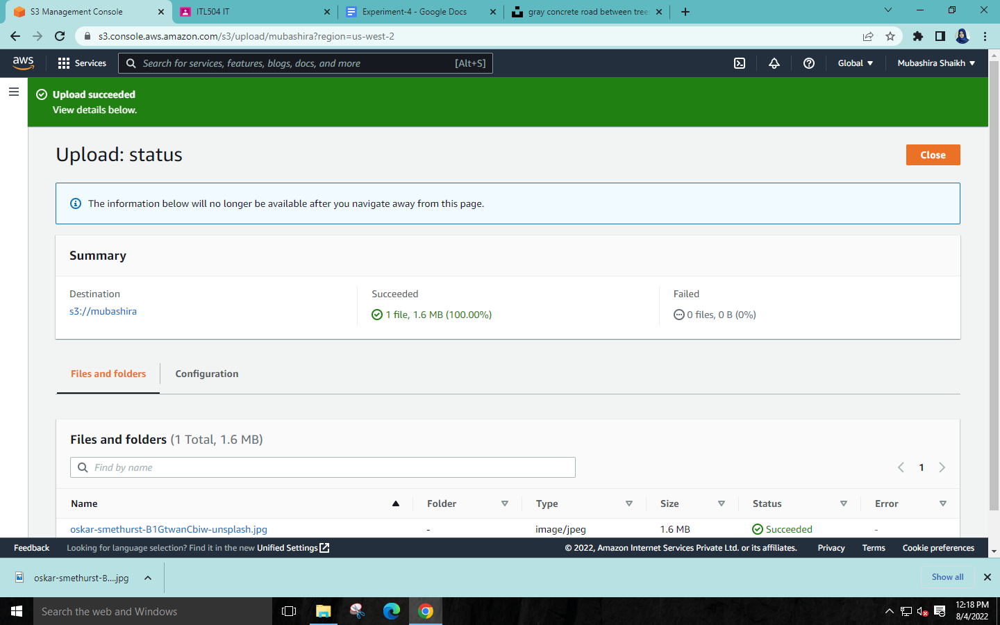 S3 Management Console
ITL504 IT
Experiment-4 - Google Docs
gray concrete road between tree
s3.console.aws.amazon.com/s3/upload/mubashira?region=us-west-2
aws
Services
Search for services, features, blogs, docs, and more
[Alt+S]
Global
Mubashira Shaikh
Upload succeeded
View details below.
Upload: status
Close
The information below will no longer be available after you navigate away from this page.
Summary
Destination
Succeeded
Failed
s3://mubashira
1 file, 1.6 MB (100.00%)
0 files, 0 B (0%)
Files and folders
Configuration
Files and folders (1 Total, 1.6 MB)
Find by name
1
Name
Folder
Type
Size
Status
Error
oskar-smethurst-B1GtwanCbiw-unsplash.jpg
-
image/jpeg
1.6 MB
Succeeded
-
Feedback
Looking for language selection? Find it in the new Unified Settings
© 2022, Amazon Internet Services Private Ltd. or its affiliates.
Privacy
Terms
Cookie preferences
oskar-smethurst-B....jpg
Show all
Search the web and Windows
12:18 PM
8/4/2022